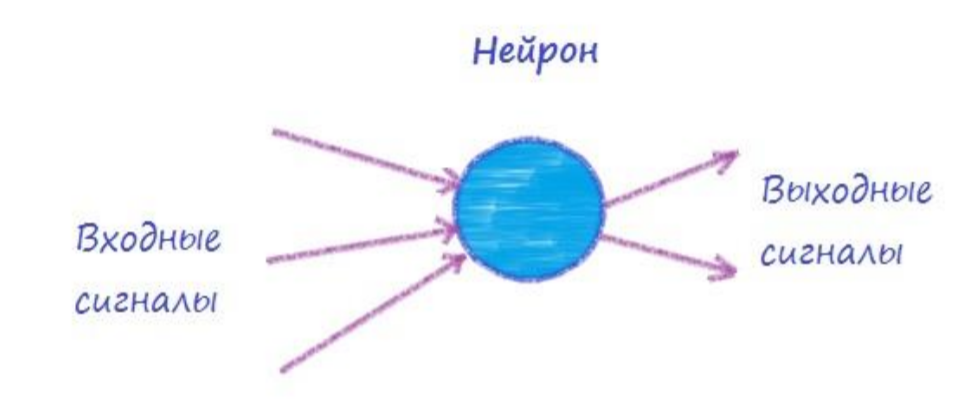 Нейрон
Входные
сигналы
Выходные
сигналы